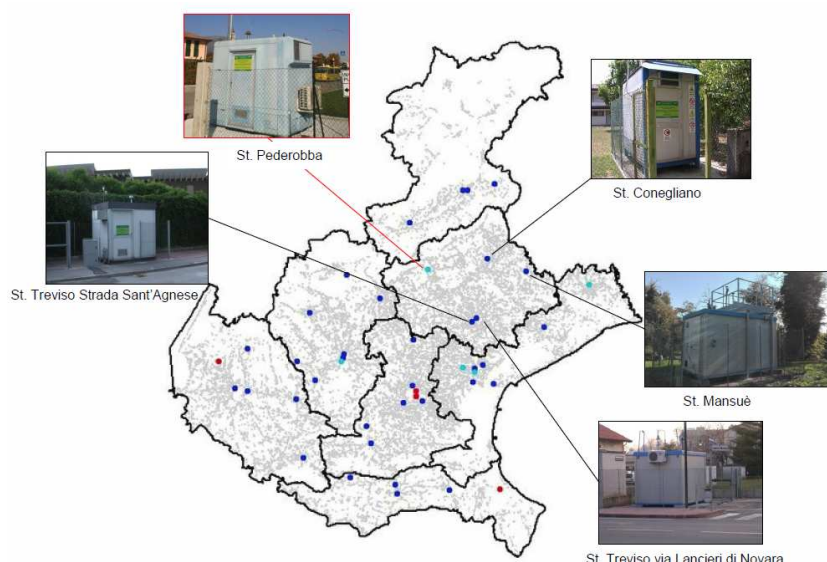 St. Pederobba
St. Conegliano
St. Treviso Strada Sant'Agnese
St. Mansuè
St. Treviso via Lancieri di Novara